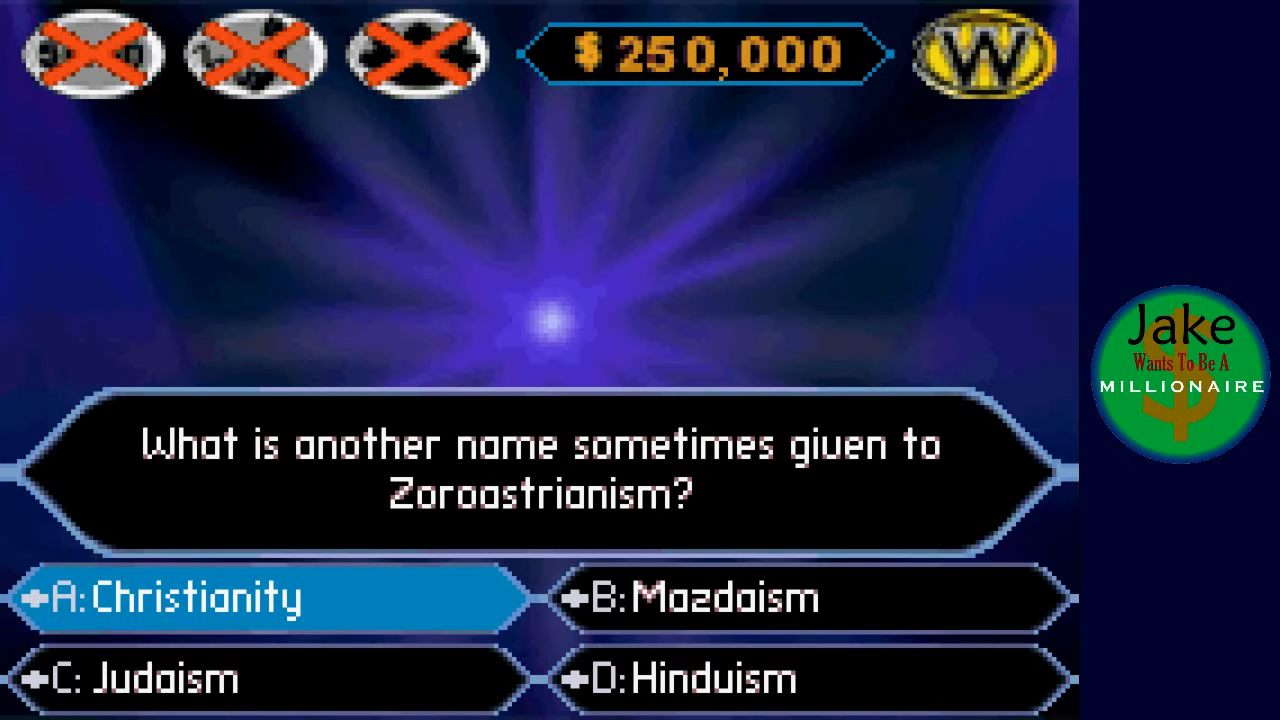 $ 250,000
W
What is another name sometimes given to
Zoroastrianism?
A: Christianity
B: Mazdaism
C: Judaism
D: Hinduism
Jake
Wants To Be A
MILLIONAIRE
$